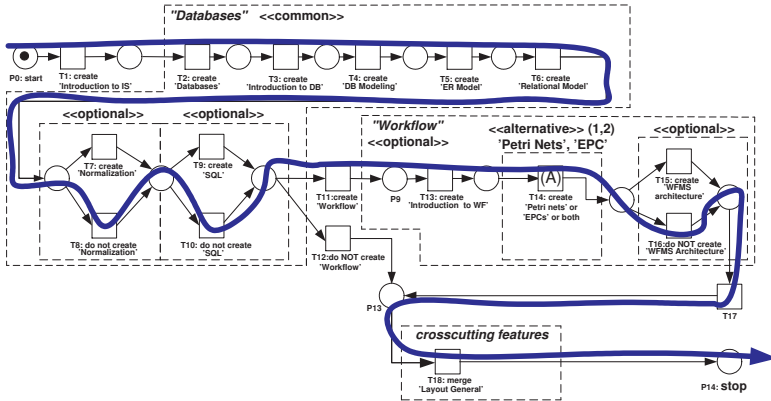 "Databases" <<common>>
P0: start
T1: create
'Introduction to IS'
T2: create
'Databases'
T3: create
'Introduction to DB'
T4: create
'DB Modeling'
T5: create
'ER Model'
T6: create
'Relational Model'
<<optional>>
<<optional>>
T7: create
'Normalization'
T9: create
'SQL'
T8: do not create
'Normalization'
T10: do not create
'SQL'
"Workflow"
<<optional>>
<<alternative>> (1,2)
'Petri Nets', 'EPC'
<<optional>>
T11:create
'Workflow'
P9
T13: create
'Introduction to WF'
(A)
T14: create
'Petri nets' or
'EPCs' or both
T15: create
'WFMS
architecture'
T16:do NOT create
'WFMS Architecture'
T12:do NOT create
'Workflow'
P13
T17
crosscutting features
T18: merge
'Layout General'
P14: stop